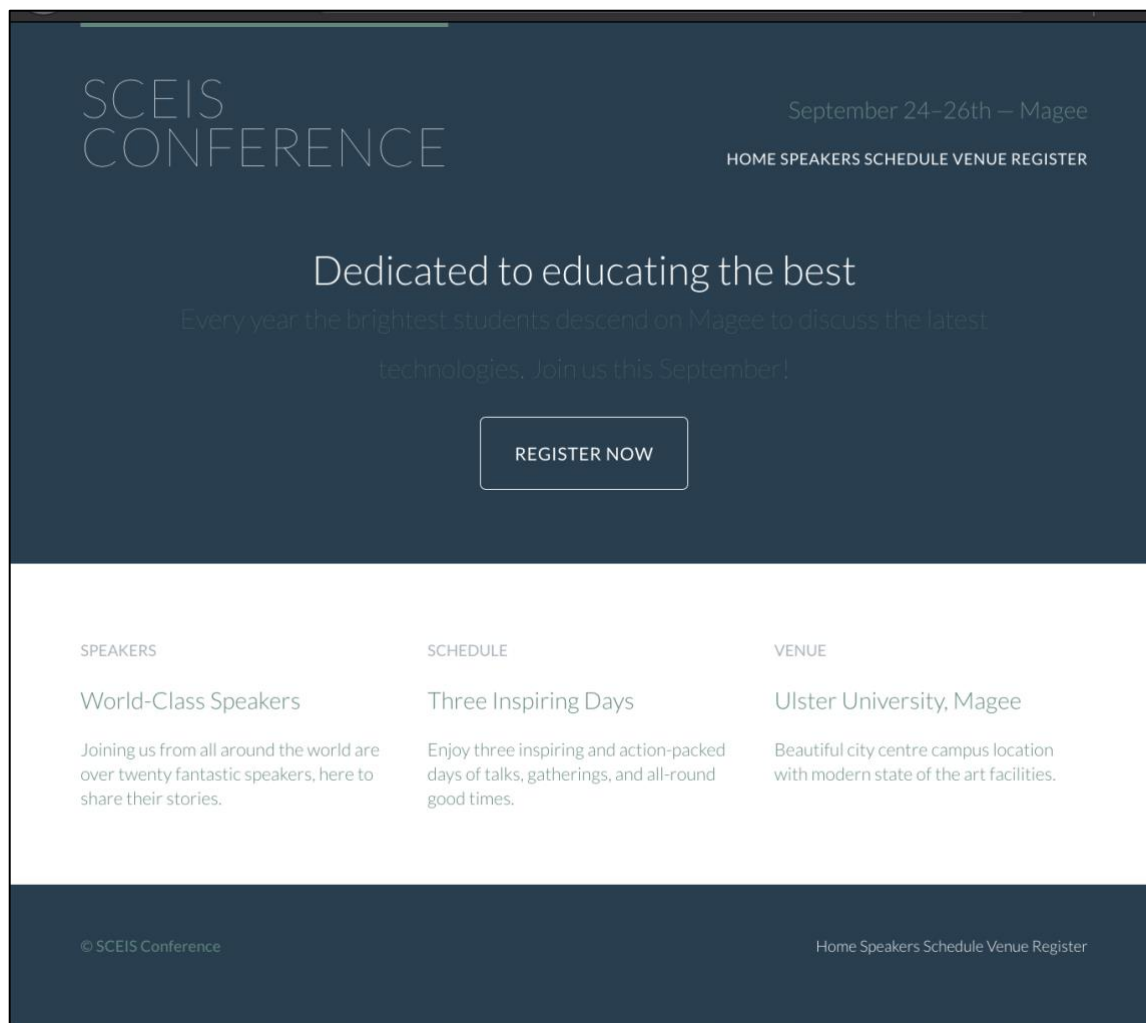 SCEIS
CONFERENCE
September 24–26th — Magee
HOME SPEAKERS SCHEDULE VENUE REGISTER
Dedicated to educating the best
Every year the brightest students descend on Magee to discuss the latest
technologies. Join us this September!
REGISTER NOW
SPEAKERS
World-Class Speakers
Joining us from all around the world are
over twenty fantastic speakers, here to
share their stories.
SCHEDULE
Three Inspiring Days
Enjoy three inspiring and action-packed
days of talks, gatherings, and all-round
good times.
VENUE
Ulster University, Magee
Beautiful city centre campus location
with modern state of the art facilities.
© SCEIS Conference
Home Speakers Schedule Venue Register